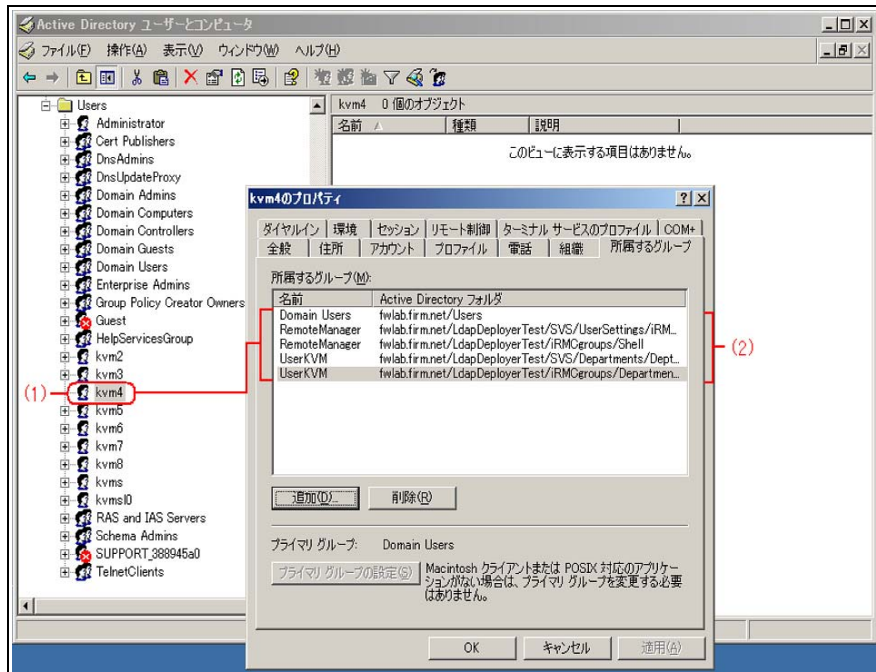 Active Directory ユーザーとコンピュータ
ファイル(F) 操作(A) 表示(V) ウィンドウ(W) ヘルプ(H)
Users
Administrator
Cert Publishers
DnsAdmins
DnsUpdateProxy
Domain Admins
Domain Computers
Domain Controllers
Domain Guests
Domain Users
Enterprise Admins
Group Policy Creator Owners
Guest
HelpServicesGroup
kvm2
kvm3
(1)
kvm4
kvm5
kvm6
kvm7
kvm8
kvms
kvmsl0
RAS and IAS Servers
Schema Admins
SUPPORT_388945a0
TelnetClients
kvm4 0 個のオブジェクト
名前 種類 説明
このビューに表示する項目はありません。
kvm4のプロパティ
ダイヤルイン 環境 セッション リモート制御 ターミナル サービスのプロファイル COM+
全般 住所 アカウント プロファイル 電話 組織 所属するグループ
所属するグループ(M):
名前 Active Directory フォルダ
Domain Users fwlab.firm.net/Users
RemoteManager fwlab.firm.net/LdapDeployerTest/SVS/UserSettings/iRM...
RemoteManager fwlab.firm.net/LdapDeployerTest/iRMCgroups/Shell
UserKVM fwlab.firm.net/LdapDeployerTest/SVS/Departments/Dept...
UserKVM fwlab.firm.net/LdapDeployerTest/iRMCgroups/Departmen...
(2)
追加(D)... 削除(R)
プライマリ グループ: Domain Users
プライマリ グループの設定(S)
Macintosh クライアントまたは POSIX 対応のアプリケー
ションがない場合は、プライマリ グループを変更する必要
はありません。
OK キャンセル 適用(A)